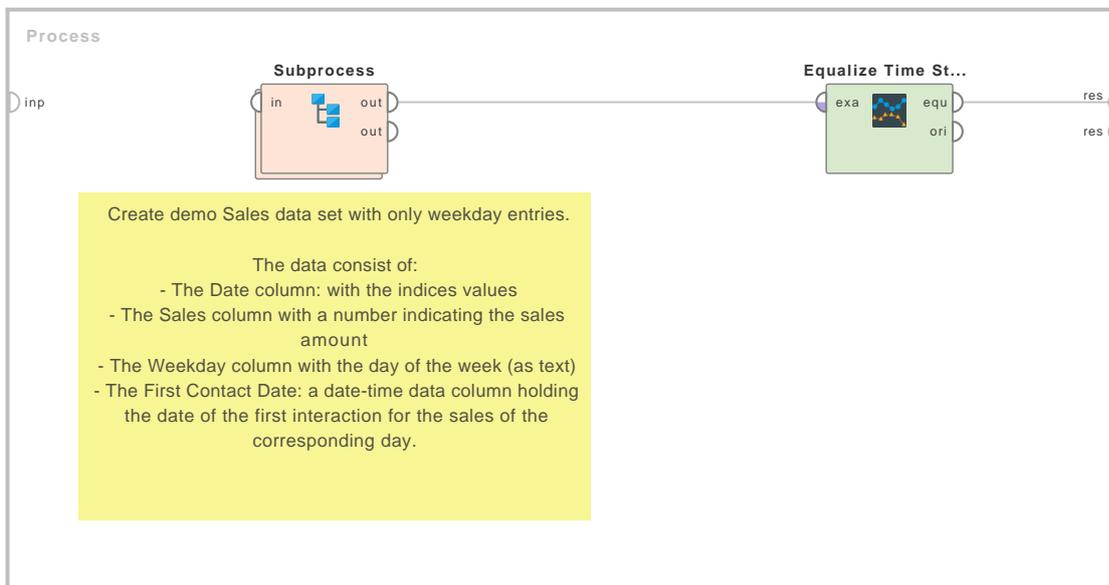 Process
Subprocess
Equalize Time St...
inp
in
out
out
exa
equ
ori
res
res
Create demo Sales data set with only weekday entries.
The data consist of:
- The Date column: with the indices values
- The Sales column with a number indicating the sales
amount
- The Weekday column with the day of the week (as text)
- The First Contact Date: a date-time data column holding
the date of the first interaction for the sales of the
corresponding day.